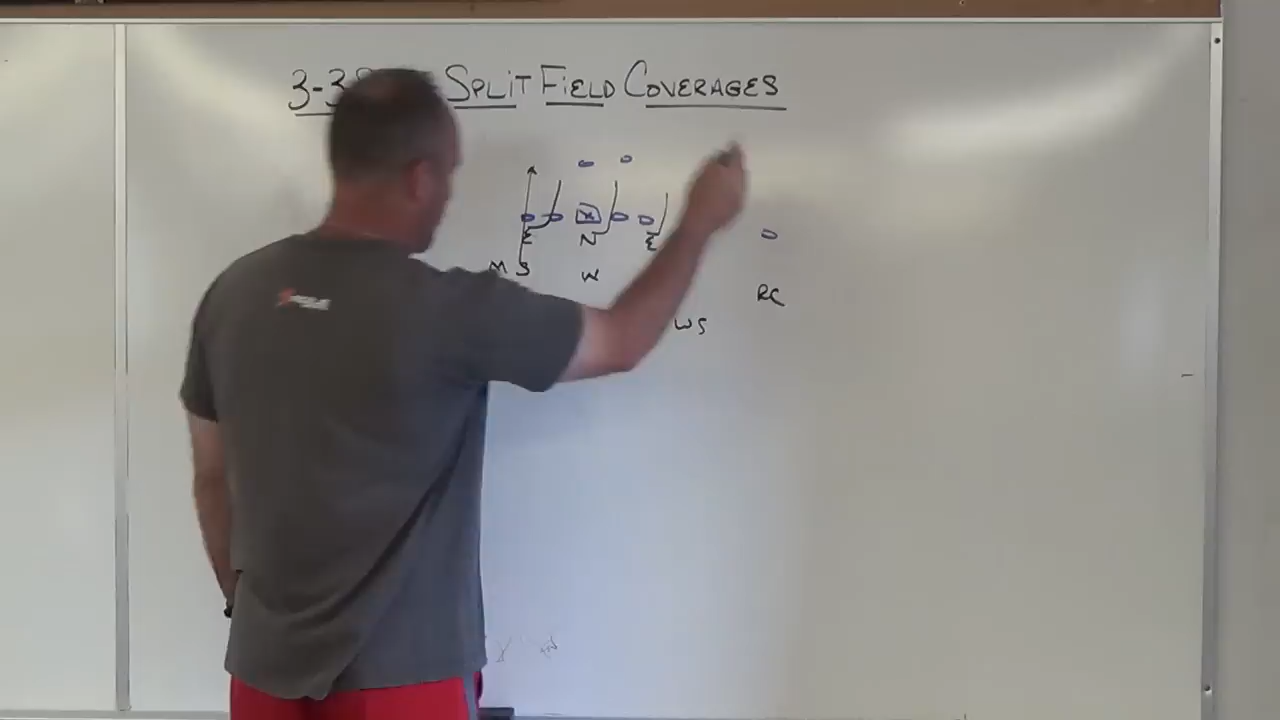 3-3 SPLIT FIELD COVERAGES
X
E N E
M S W
RC
WS